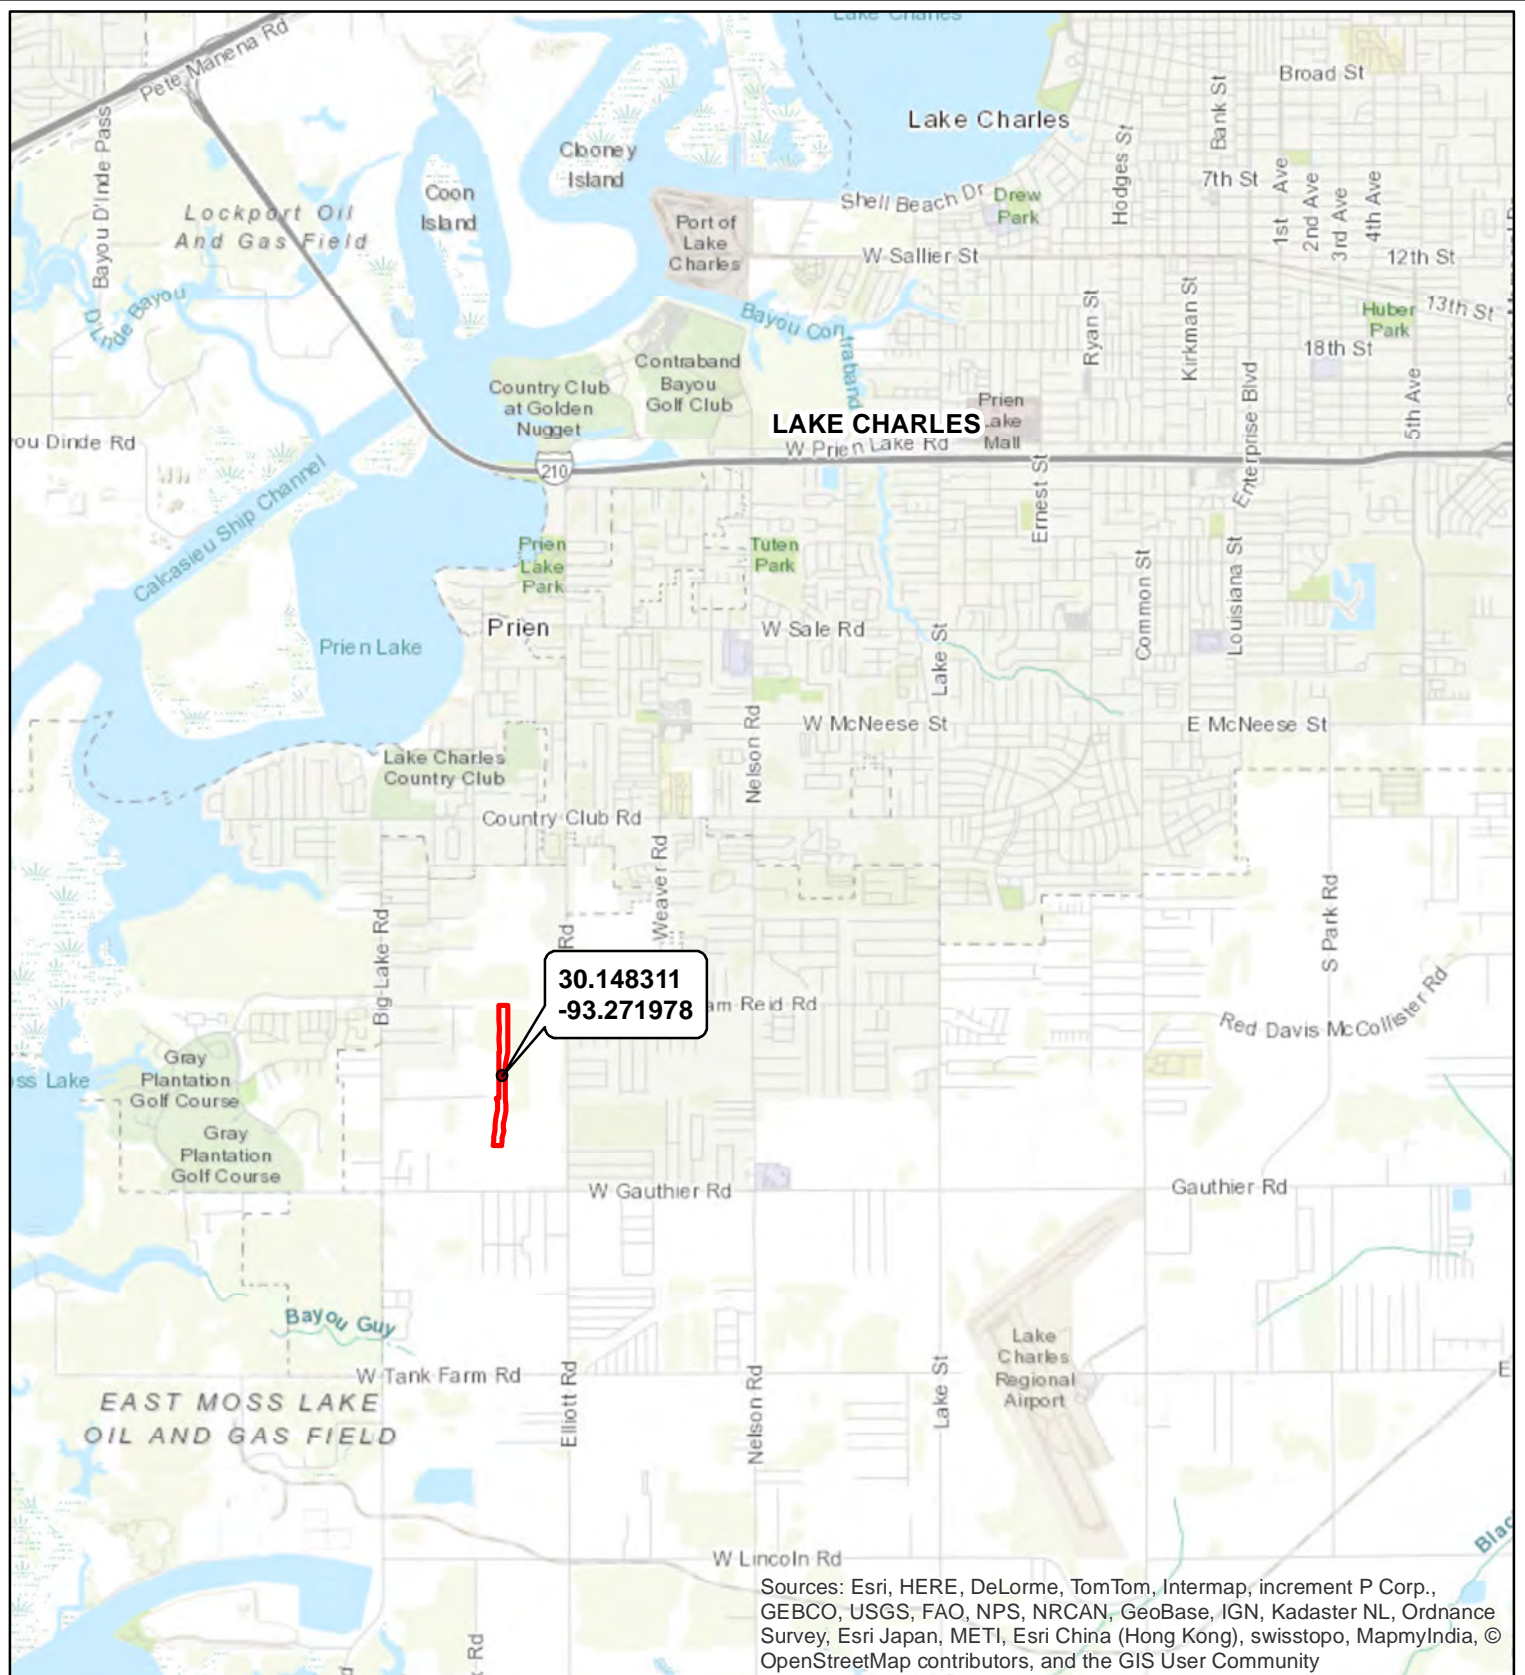 Lake Charles
Pete Manena Rd
Broad St
Bank St
Lake Charles
Hodges St
Clooney
Island
7th St
1st Ave
2nd Ave
3rd Ave
4th Ave
Bayou D'Inde Pass
Coon
Island
Shell Beach Dr
Drew
Park
Lockport Oil
And Gas Field
Port of
Lake
Charles
W Sallier St
12th St
D'Inde Bayou
Bayou Contraband
Ryan St
Kirkman St
Huber
Park
13th St
18th St
Contraband
Bayou
Golf Club
Country Club
at Golden
Nugget
Enterprise Blvd
5th Ave
Prien
Lake
Mall
LAKE CHARLES
W Prien Lake Rd
ou Dinde Rd
210
Calcasieu Ship Channel
Ernest St
Prien
Lake
Park
Tuten
Park
Common St
Louisiana St
Prien
W Sale Rd
Prien Lake
Lake St
Nelson Rd
W McNeese St
E McNeese St
Lake Charles
Country Club
Country Club Rd
Weaver Rd
Big Lake Rd
Rd
S Park Rd
30.148311
-93.271978
am Reid Rd
Red Davis McCollister Rd
Gray
Plantation
Golf Course
ss Lake
Gray
Plantation
Golf Course
W Gauthier Rd
Gauthier Rd
Bayou Guy
Lake
Charles
Regional
Airport
W Tank Farm Rd
Elliott Rd
Nelson Rd
Lake St
E
EAST MOSS LAKE
OIL AND GAS FIELD
Blac
W Lincoln Rd
Rd
Sources: Esri, HERE, DeLorme, TomTom, Intermap, increment P Corp.,
GEBCO, USGS, FAO, NPS, NRCAN, GeoBase, IGN, Kadaster NL, Ordnance
Survey, Esri Japan, METI, Esri China (Hong Kong), swisstopo, MapmyIndia, ©
OpenStreetMap contributors, and the GIS User Community